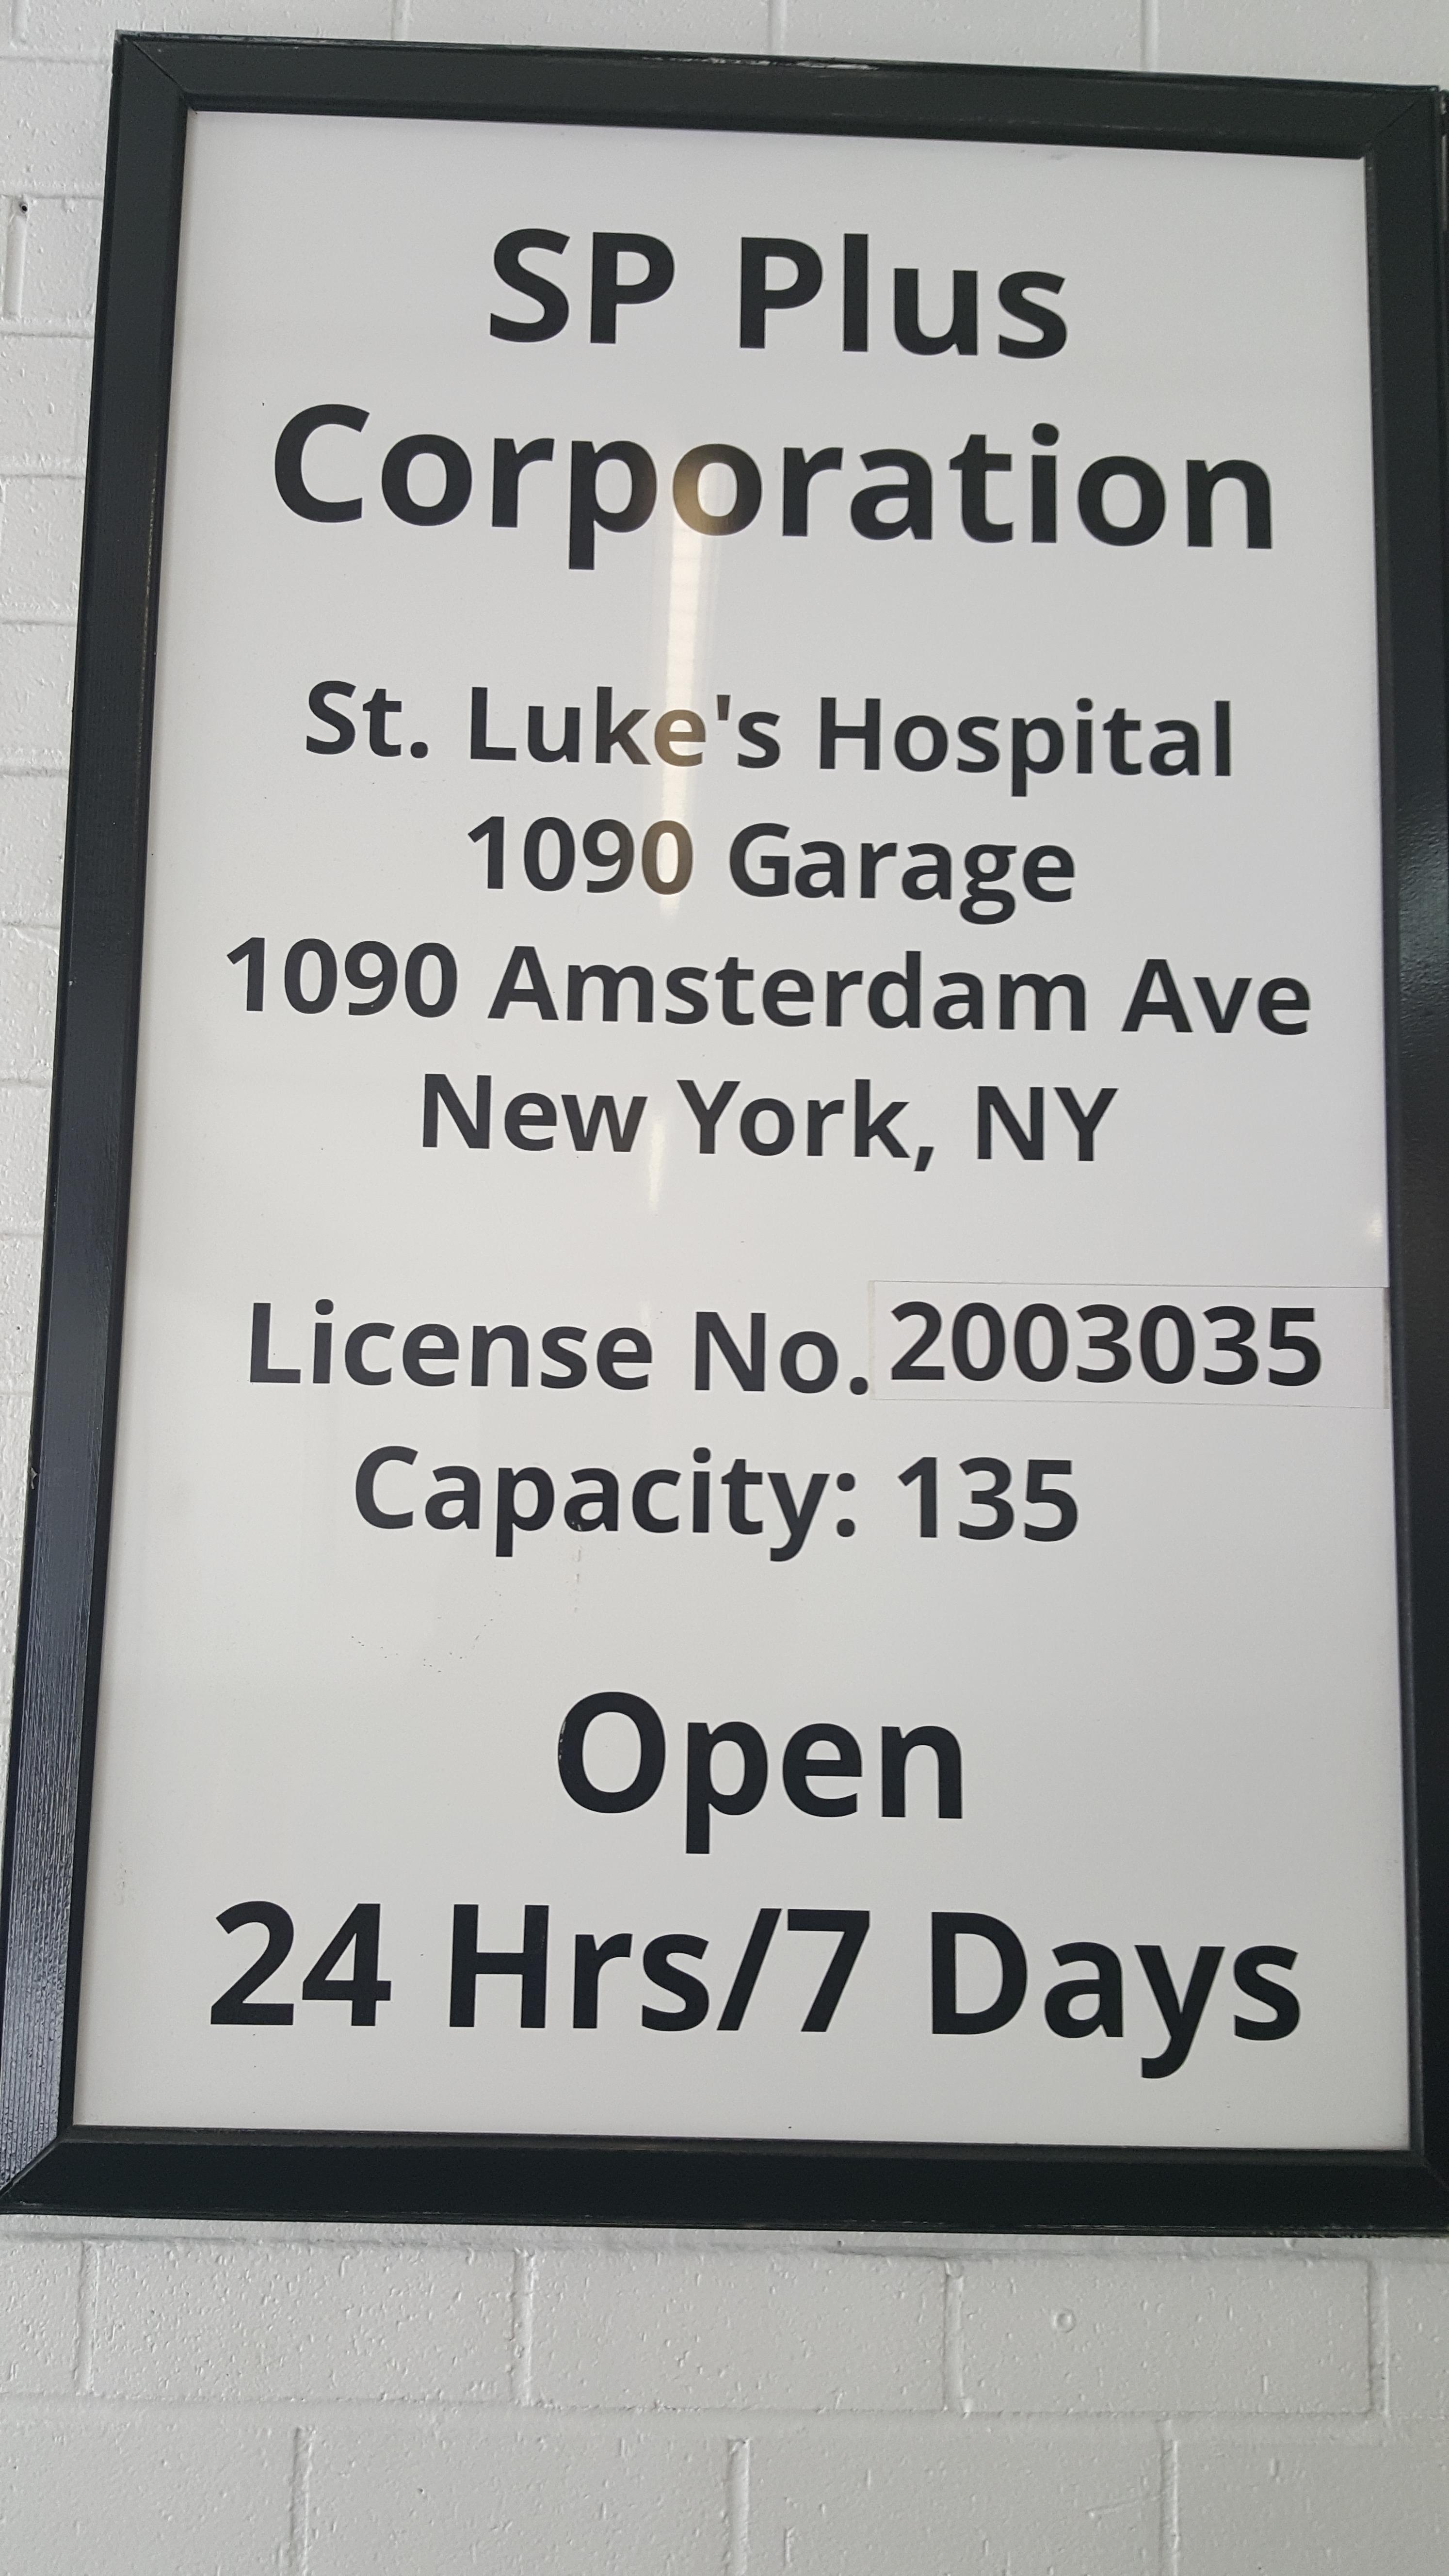 SP Plus
Corporation
St. Luke's Hospital
1090 Garage
1090 Amsterdam Ave
New York, NY
License No. 2003035
Capacity: 135
Open
24 Hrs/7 Days